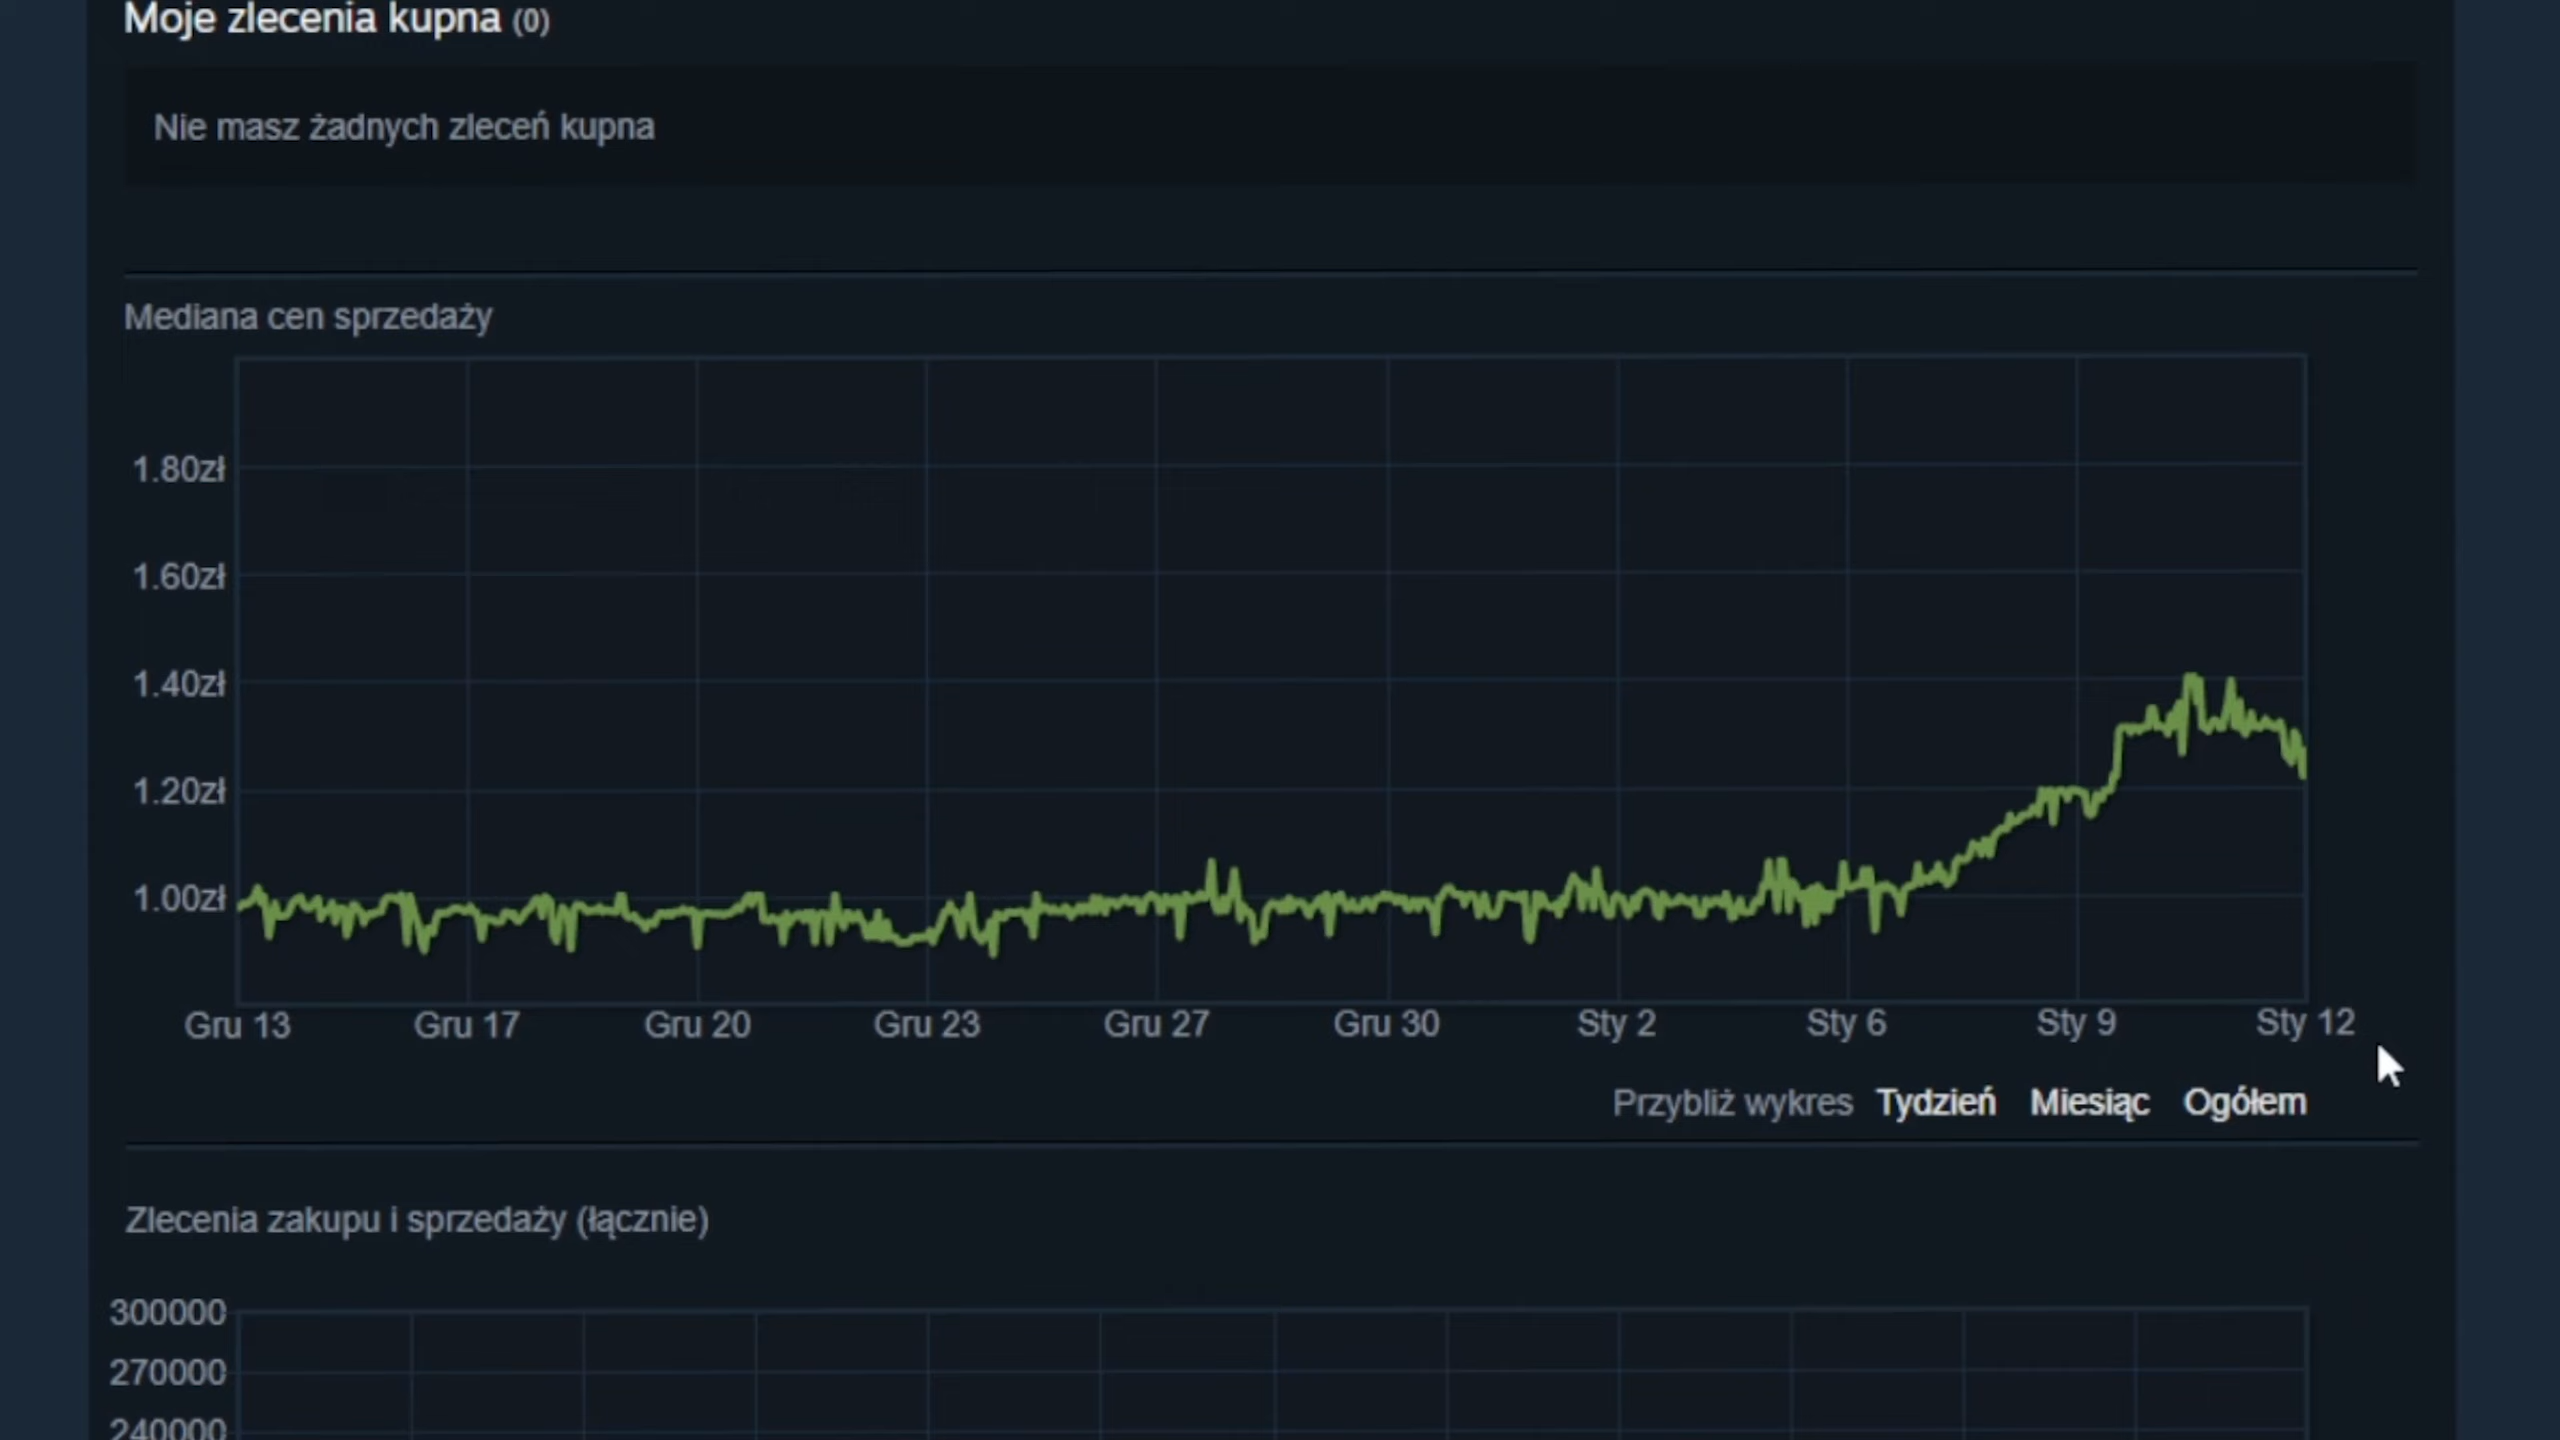 Moje zlecenia kupna (0)
Nie masz żadnych zleceń kupna
Mediana cen sprzedaży
1.80zł
1.60zł
1.40zł
1.20zł
1.00zł
Gru 13 Gru 17 Gru 20 Gru 23 Gru 27 Gru 30 Sty 2 Sty 6 Sty 9 Sty 12
Przybliż wykres Tydzień Miesiąc Ogółem
Zlecenia zakupu i sprzedaży (łącznie)
300000
270000
240000